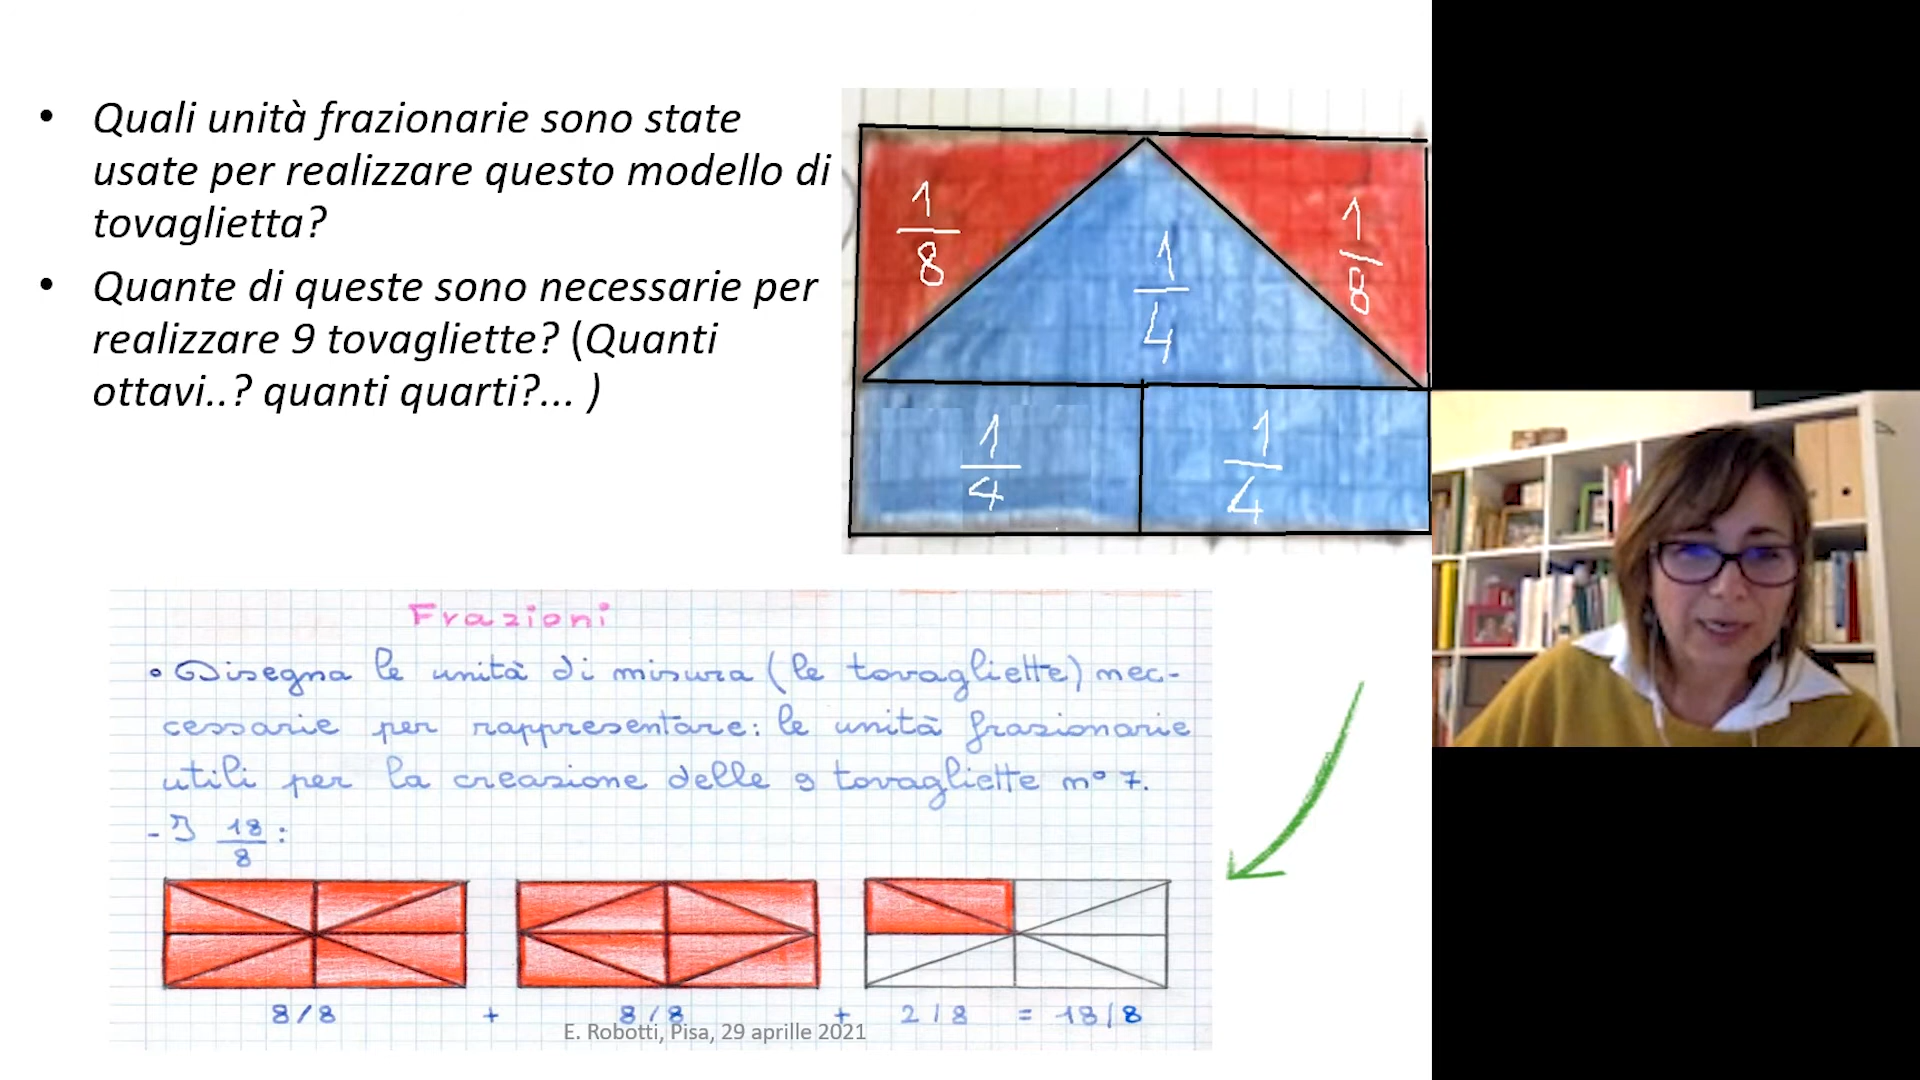 • Quali unità frazionarie sono state
usate per realizzare questo modello di
tovaglietta?
• Quante di queste sono necessarie per
realizzare 9 tovagliette? (Quanti
ottavi..? quanti quarti?... )
1/8
1/4
1/8
1/4
1/4
Frazioni
• Disegna le unità di misura (le tovagliette) nec-
cessarie per rappresentare: le unità frazionarie
utili per la creazione delle 9 tovagliette n° 7.
- I 18/8 :
8/8 + 8/8 + 2/8 = 18/8
E. Robotti, Pisa, 29 aprille 2021